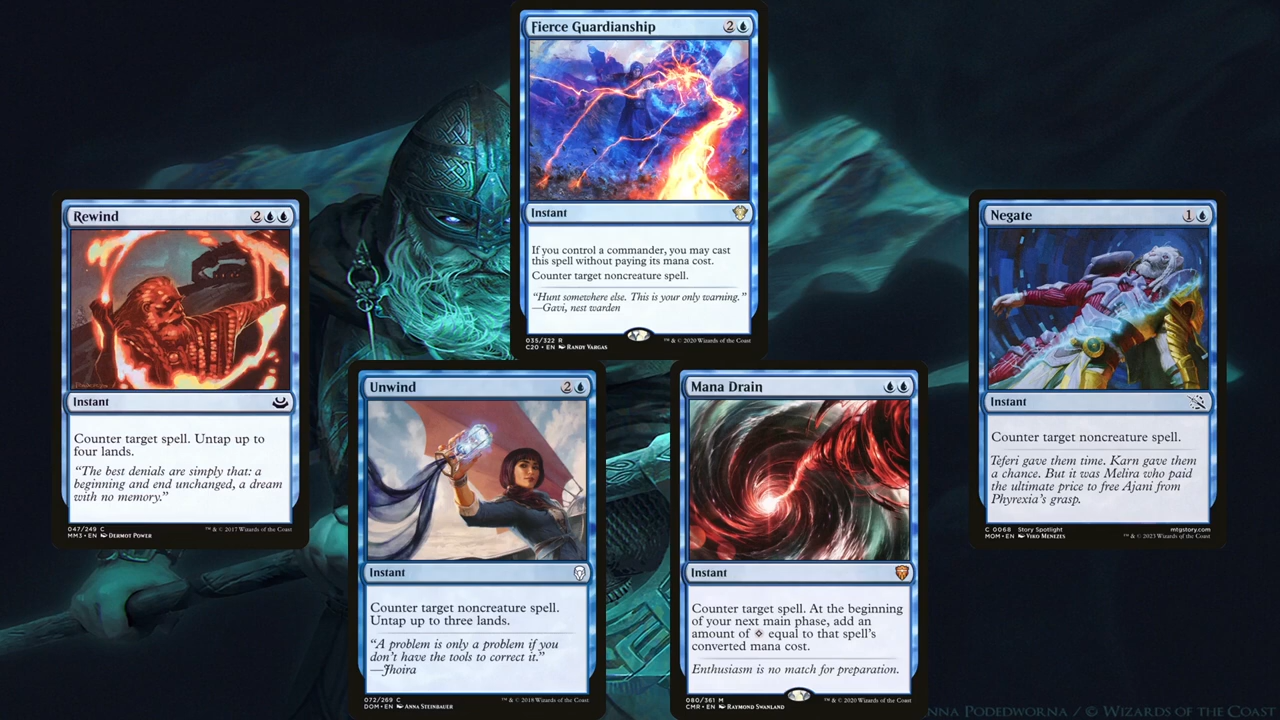 Fierce Guardianship 2
Instant
If you control a commander, you may cast
this spell without paying its mana cost.
Counter target noncreature spell.
“Hunt somewhere else. This is your only warning.”
—Gavi, nest warden
035/322 R
C20 • EN RANDY VARGAS
™ & © 2020 Wizards of the Coast
Rewind 2
Instant
Counter target spell. Untap up to
four lands.
“The best denials are simply that: a
beginning and end unchanged, a dream
with no memory.”
047/249 C
MM3 • EN DERMOT POWER
™ & © 2017 Wizards of the Coast
Unwind 2
Instant
Counter target noncreature spell.
Untap up to three lands.
“A problem is only a problem if you
don’t have the tools to correct it.”
—Jhoira
072/269 C
DOM • EN ANNA STEINBAUER
™ & © 2018 Wizards of the Coast
Mana Drain
Instant
Counter target spell. At the beginning
of your next main phase, add an
amount of equal to that spell’s
converted mana cost.
Enthusiasm is no match for preparation.
080/361 M
CMR • EN RAYMOND SWANLAND
™ & © 2020 Wizards of the Coast
Negate 1
Instant
Counter target noncreature spell.
Teferi gave them time. Karn gave them
a chance. But it was Melira who paid
the ultimate price to free Ajani from
Phyrexia’s grasp.
C 0068 Story Spotlight
MOM • EN VIKO MENEZES
mtgstory.com
™ & © 2023 Wizards of the Coast
NNA PODEDWORNA / © WIZARDS OF THE COAST